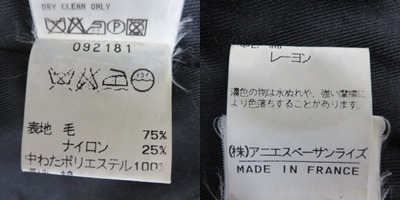 DRY CLEAN ONLY
092181
表地 毛 75%
ナイロン 25%
中わたポリエステル100%
レーヨン
濃色の物は水ぬれや、強い摩擦に
より色落ちすることがあります。
(株)アニエスベーサンライズ
MADE IN FRANCE